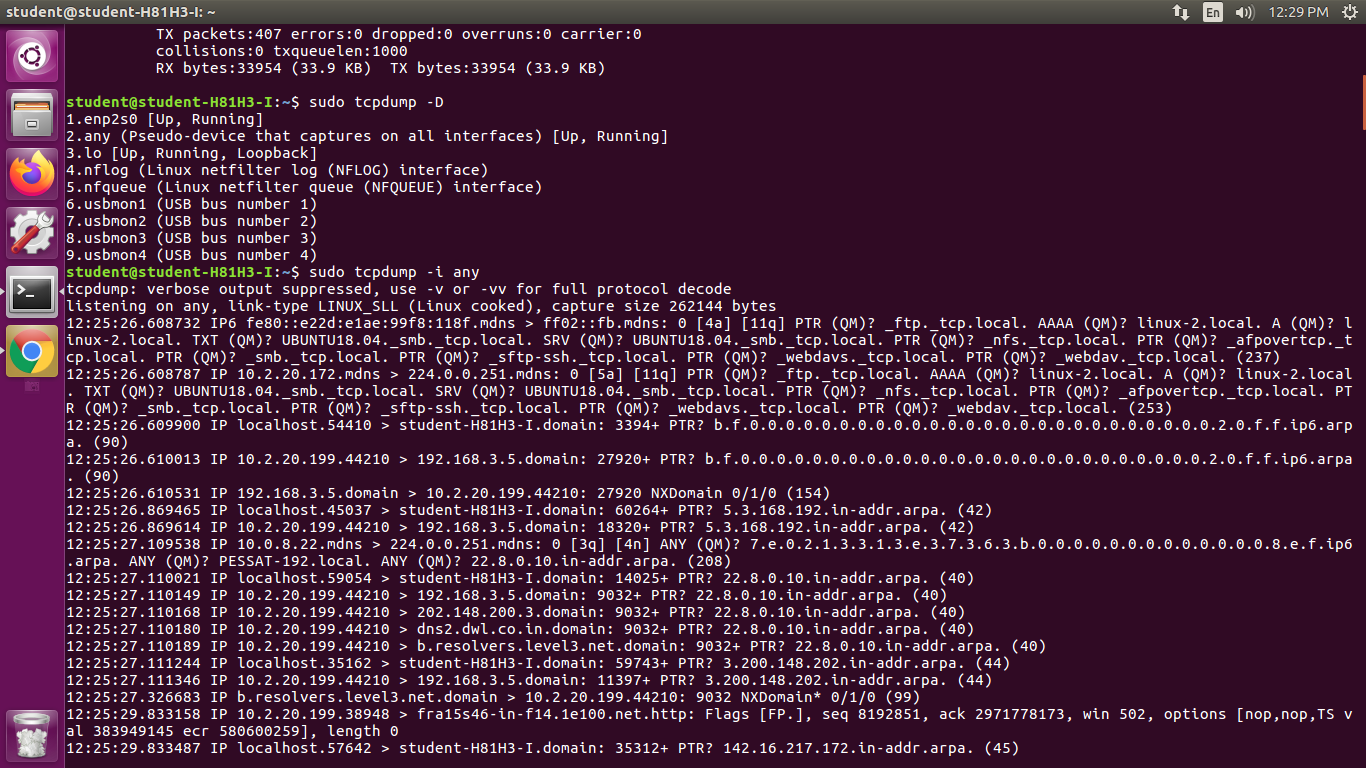 student@student-H81H3-I: ~
En
12:29 PM
TX packets:407 errors:0 dropped:0 overruns:0 carrier:0
collisions:0 txqueuelen:1000
RX bytes:33954 (33.9 KB)  TX bytes:33954 (33.9 KB)
student@student-H81H3-I:~$ sudo tcpdump -D
1.enp2s0 [Up, Running]
2.any (Pseudo-device that captures on all interfaces) [Up, Running]
3.lo [Up, Running, Loopback]
4.nflog (Linux netfilter log (NFLOG) interface)
5.nfqueue (Linux netfilter queue (NFQUEUE) interface)
6.usbmon1 (USB bus number 1)
7.usbmon2 (USB bus number 2)
8.usbmon3 (USB bus number 3)
9.usbmon4 (USB bus number 4)
student@student-H81H3-I:~$ sudo tcpdump -i any
tcpdump: verbose output suppressed, use -v or -vv for full protocol decode
listening on any, link-type LINUX_SLL (Linux cooked), capture size 262144 bytes
12:25:26.608732 IP6 fe80::e22d:e1ae:99f8:118f.mdns > ff02::fb.mdns: 0 [4a] [11q] PTR (QM)? _ftp._tcp.local. AAAA (QM)? linux-2.local. A (QM)? l
inux-2.local. TXT (QM)? UBUNTU18.04._smb._tcp.local. SRV (QM)? UBUNTU18.04._smb._tcp.local. PTR (QM)? _nfs._tcp.local. PTR (QM)? _afpovertcp._t
cp.local. PTR (QM)? _smb._tcp.local. PTR (QM)? _sftp-ssh._tcp.local. PTR (QM)? _webdavs._tcp.local. PTR (QM)? _webdav._tcp.local. (237)
12:25:26.608787 IP 10.2.20.172.mdns > 224.0.0.251.mdns: 0 [5a] [11q] PTR (QM)? _ftp._tcp.local. AAAA (QM)? linux-2.local. A (QM)? linux-2.local
. TXT (QM)? UBUNTU18.04._smb._tcp.local. SRV (QM)? UBUNTU18.04._smb._tcp.local. PTR (QM)? _nfs._tcp.local. PTR (QM)? _afpovertcp._tcp.local. PT
R (QM)? _smb._tcp.local. PTR (QM)? _sftp-ssh._tcp.local. PTR (QM)? _webdavs._tcp.local. PTR (QM)? _webdav._tcp.local. (253)
12:25:26.609900 IP localhost.54410 > student-H81H3-I.domain: 3394+ PTR? b.f.0.0.0.0.0.0.0.0.0.0.0.0.0.0.0.0.0.0.0.0.0.0.0.0.0.0.2.0.f.f.ip6.arp
a. (90)
12:25:26.610013 IP 10.2.20.199.44210 > 192.168.3.5.domain: 27920+ PTR? b.f.0.0.0.0.0.0.0.0.0.0.0.0.0.0.0.0.0.0.0.0.0.0.0.0.0.0.2.0.f.f.ip6.arpa
. (90)
12:25:26.610531 IP 192.168.3.5.domain > 10.2.20.199.44210: 27920 NXDomain 0/1/0 (154)
12:25:26.869465 IP localhost.45037 > student-H81H3-I.domain: 60264+ PTR? 5.3.168.192.in-addr.arpa. (42)
12:25:26.869614 IP 10.2.20.199.44210 > 192.168.3.5.domain: 18320+ PTR? 5.3.168.192.in-addr.arpa. (42)
12:25:27.109538 IP 10.0.8.22.mdns > 224.0.0.251.mdns: 0 [3q] [4n] ANY (QM)? 7.e.0.2.1.3.3.1.3.e.3.7.3.6.3.b.0.0.0.0.0.0.0.0.0.0.0.0.0.8.e.f.ip6
.arpa. ANY (QM)? PESSAT-192.local. ANY (QM)? 22.8.0.10.in-addr.arpa. (208)
12:25:27.110021 IP localhost.59054 > student-H81H3-I.domain: 14025+ PTR? 22.8.0.10.in-addr.arpa. (40)
12:25:27.110149 IP 10.2.20.199.44210 > 192.168.3.5.domain: 9032+ PTR? 22.8.0.10.in-addr.arpa. (40)
12:25:27.110168 IP 10.2.20.199.44210 > 202.148.200.3.domain: 9032+ PTR? 22.8.0.10.in-addr.arpa. (40)
12:25:27.110180 IP 10.2.20.199.44210 > dns2.dwl.co.in.domain: 9032+ PTR? 22.8.0.10.in-addr.arpa. (40)
12:25:27.110189 IP 10.2.20.199.44210 > b.resolvers.level3.net.domain: 9032+ PTR? 22.8.0.10.in-addr.arpa. (40)
12:25:27.111244 IP localhost.35162 > student-H81H3-I.domain: 59743+ PTR? 3.200.148.202.in-addr.arpa. (44)
12:25:27.111346 IP 10.2.20.199.44210 > 192.168.3.5.domain: 11397+ PTR? 3.200.148.202.in-addr.arpa. (44)
12:25:27.326683 IP b.resolvers.level3.net.domain > 10.2.20.199.44210: 9032 NXDomain* 0/1/0 (99)
12:25:29.833158 IP 10.2.20.199.38948 > fra15s46-in-f14.1e100.net.http: Flags [FP.], seq 8192851, ack 2971778173, win 502, options [nop,nop,TS v
al 383949145 ecr 580600259], length 0
12:25:29.833487 IP localhost.57642 > student-H81H3-I.domain: 35312+ PTR? 142.16.217.172.in-addr.arpa. (45)